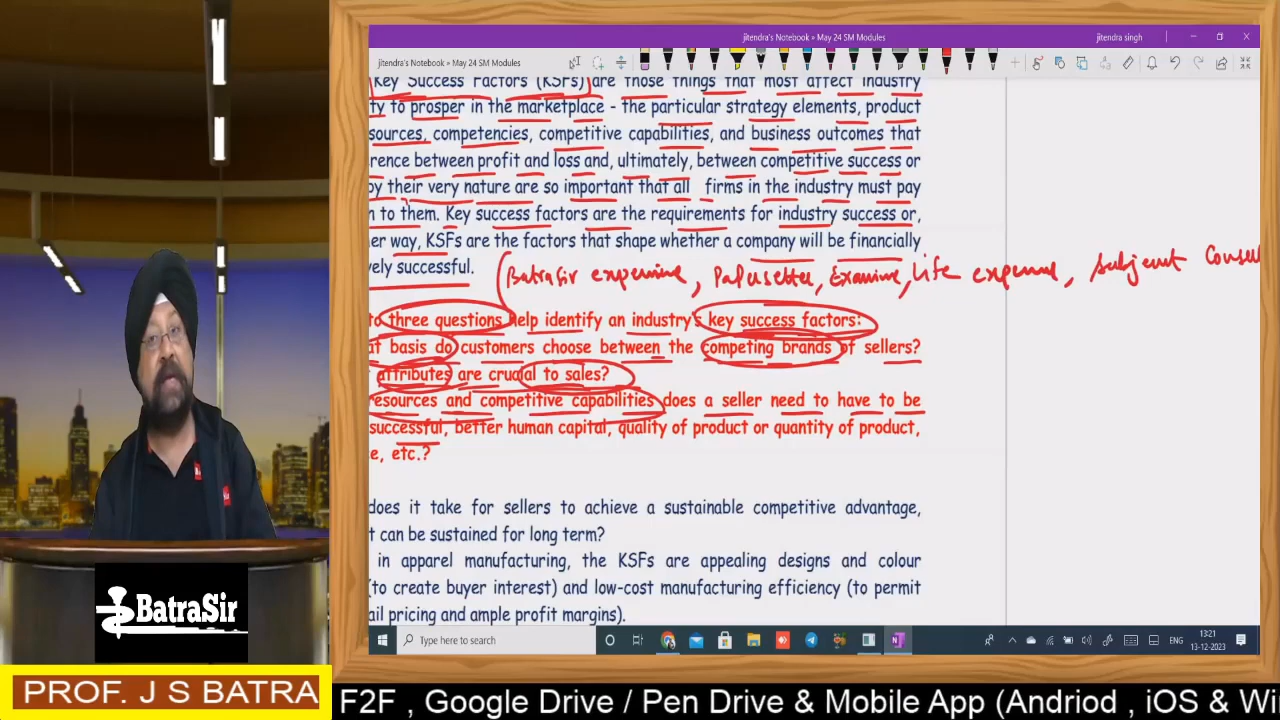 jitendra's Notebook » May 24 SM Modules
jitendra singh
jitendra's Notebook » May 24 SM Modules
Key Success Factors (KSFs) are those things that most affect industry
ty to prosper in the marketplace - the particular strategy elements, product
sources, competencies, competitive capabilities, and business outcomes that
rence between profit and loss and, ultimately, between competitive success or
by their very nature are so important that all firms in the industry must pay
n to them. Key success factors are the requirements for industry success or,
er way, KSFs are the factors that shape whether a company will be financially
vely successful.
BatraSir
life
subject
to three questions help identify an industry's key success factors:
at basis do customers choose between the competing brands of sellers?
attributes are crucial to sales?
resources and competitive capabilities does a seller need to have to be
successful, better human capital, quality of product or quantity of product,
e, etc.?
does it take for sellers to achieve a sustainable competitive advantage,
t can be sustained for long term?
in apparel manufacturing, the KSFs are appealing designs and colour
(to create buyer interest) and low-cost manufacturing efficiency (to permit
ail pricing and ample profit margins).
BatraSir
Type here to search
ENG
13:21
13-12-2023
PROF. J S BATRA
F2F , Google Drive / Pen Drive & Mobile App (Andriod , iOS & Wi